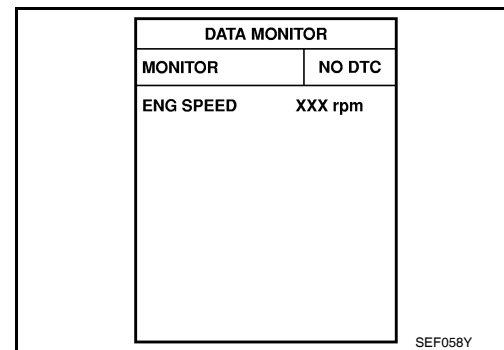 DATA MONITOR
MONITOR NO DTC
ENG SPEED XXX rpm
SEF058Y